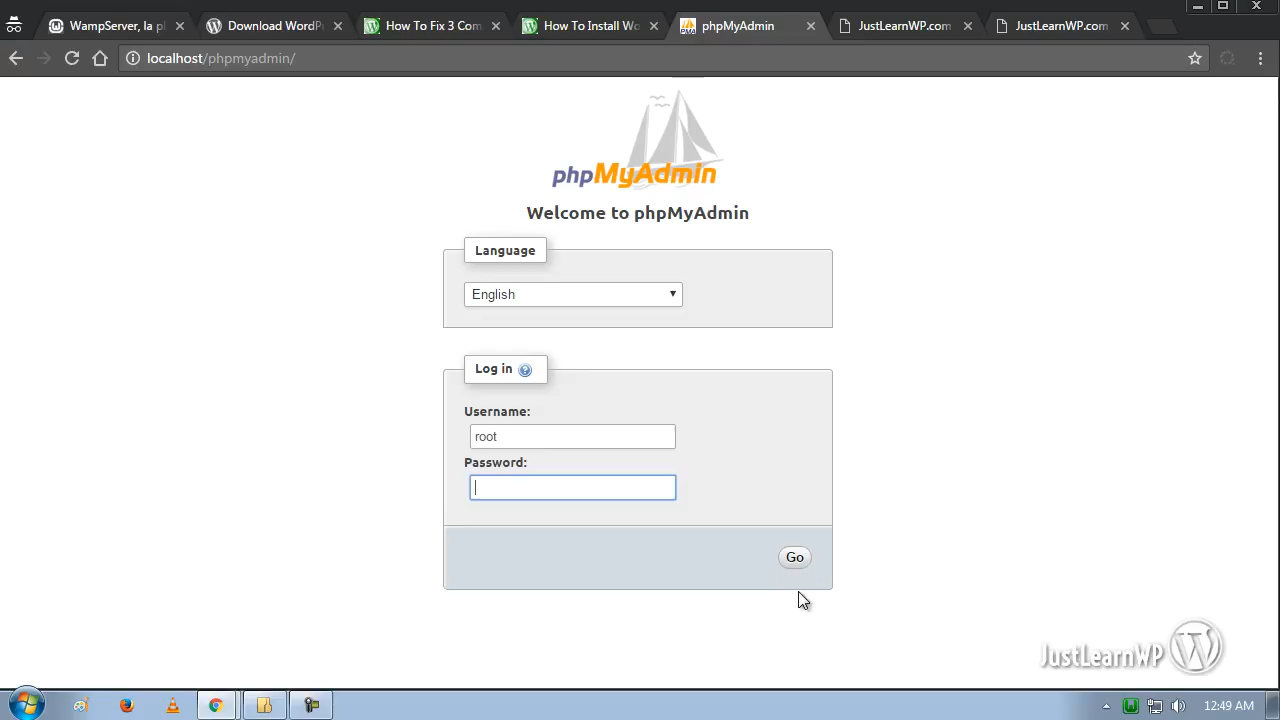 WampServer, la pl
Download WordPr
How To Fix 3 Com
How To Install Wo
phpMyAdmin
JustLearnWP.com
JustLearnWP.com
localhost/phpmyadmin/
phpMyAdmin
Welcome to phpMyAdmin
Language
English
Log in
Username:
root
Password:
Go
JustLearnWP
12:49 AM